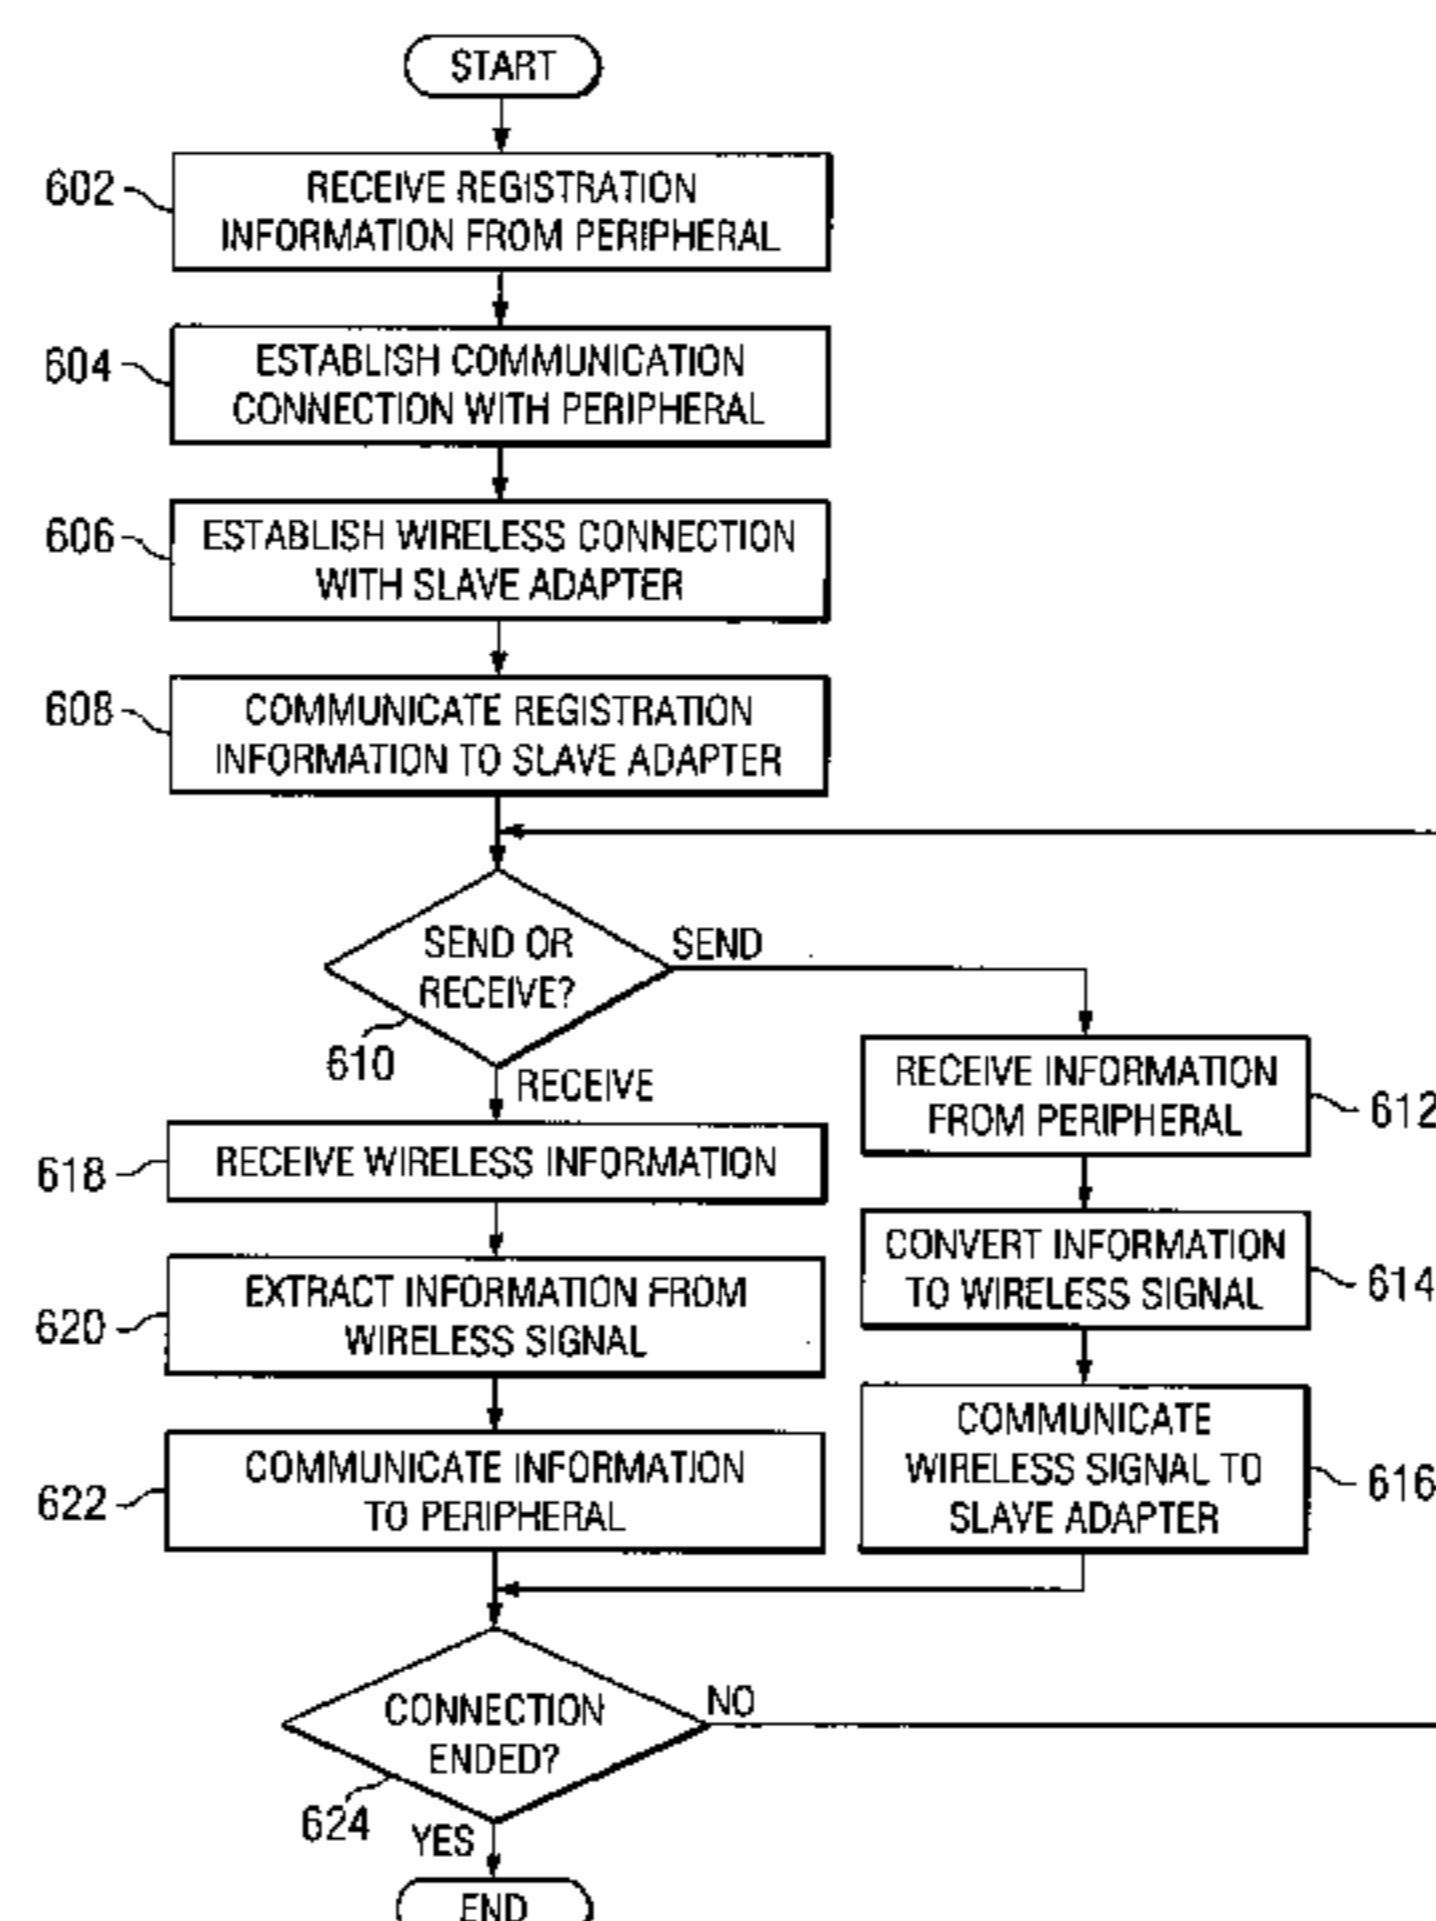 START
602
RECEIVE REGISTRATION
INFORMATION FROM PERIPHERAL
604
ESTABLISH COMMUNICATION
CONNECTION WITH PERIPHERAL
606
ESTABLISH WIRELESS CONNECTION
WITH SLAVE ADAPTER
608
COMMUNICATE REGISTRATION
INFORMATION TO SLAVE ADAPTER
SEND OR
RECEIVE?
SEND
610
RECEIVE
RECEIVE INFORMATION
FROM PERIPHERAL
612
618
RECEIVE WIRELESS INFORMATION
CONVERT INFORMATION
TO WIRELESS SIGNAL
614
620
EXTRACT INFORMATION FROM
WIRELESS SIGNAL
COMMUNICATE
WIRELESS SIGNAL TO
SLAVE ADAPTER
616
622
COMMUNICATE INFORMATION
TO PERIPHERAL
CONNECTION
ENDED?
NO
624
YES
END